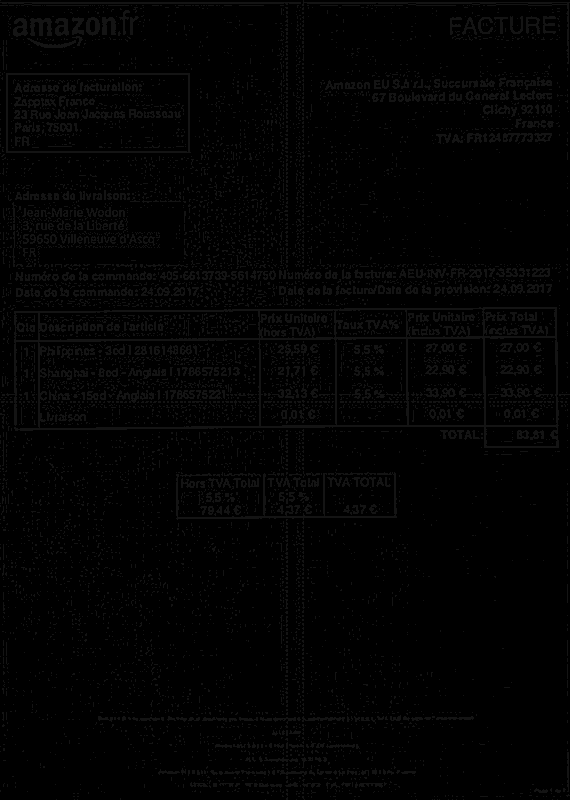 amazon.fr
FACTURE
Adresse de facturation:
Zapptax France
23 Rue Jean Jacques Rousseau
Paris, 75001
FR
Amazon EU S.à r.l., Succursale Française
67 Boulevard du General Leclerc
Clichy 92110
France
TVA: FR12487773327
Adresse de livraison:
Jean-Marie Wodon
3, rue de la Liberté
59650 Villeneuve d'Ascq
FR
Numéro de la commande: 405-6613739-5614750 Numéro de la facture: AEU-INV-FR-2017-35331223
Date de la commande: 24.09.2017 Date de la facture/Date de la provision: 24.09.2017
Qté Description de l'article Prix Unitaire (hors TVA) Taux TVA% Prix Unitaire (inclus TVA) Prix Total (inclus TVA)
1 Philippines - 3ed | 2816148661 25,59 € 5,5 % 27,00 € 27,00 €
1 Shanghai - 8ed - Anglais | 1786575213 21,71 € 5,5 % 22,90 € 22,90 €
1 China - 15ed - Anglais | 1786575221 32,13 € 5,5 % 33,90 € 33,90 €
Livraison 0,01 € 0,01 € 0,01 €
TOTAL: 83,81 €
Hors TVA Total TVA Total TVA TOTAL
5,5 % 5,5 %
79,44 € 4,37 € 4,37 €